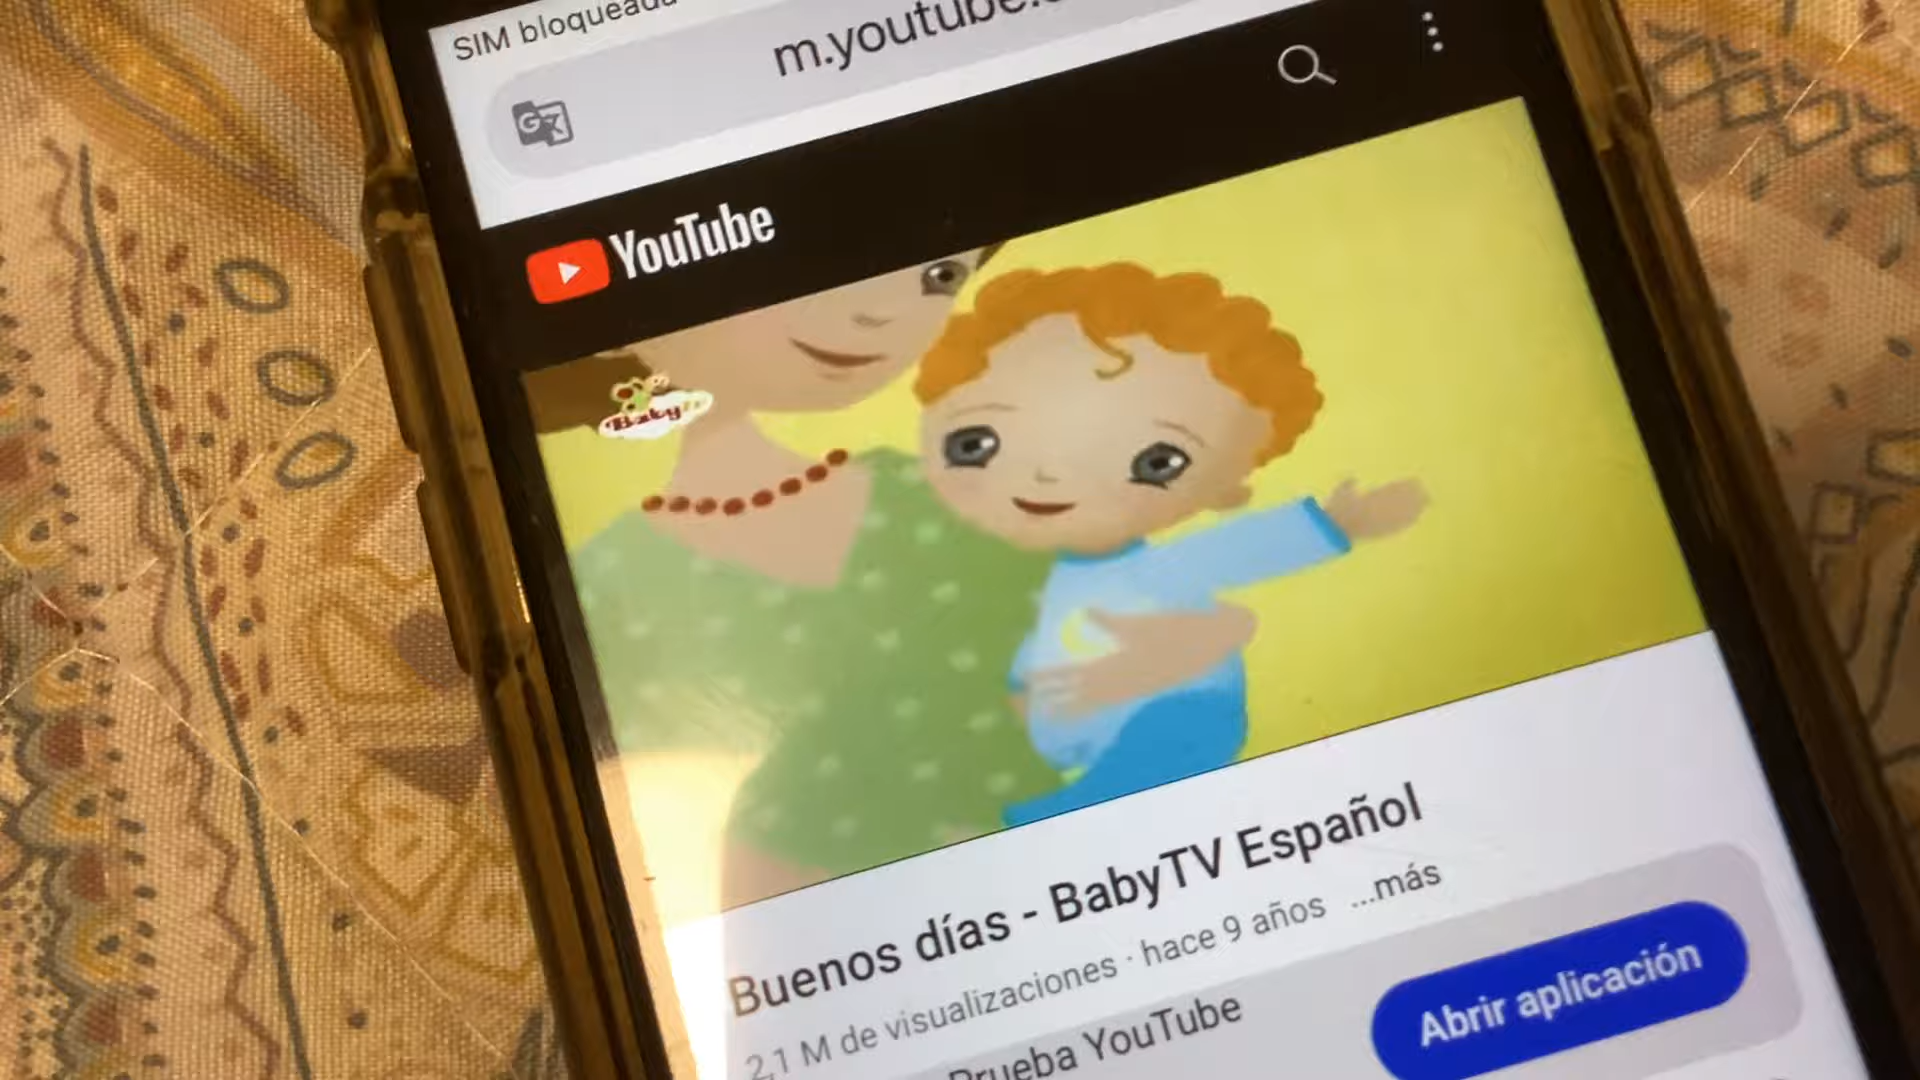 SIM bloqueada
m.youtube.
YouTube
Baby tv
Buenos días - BabyTV Español
2,1 M de visualizaciones · hace 9 años ...más
Prueba YouTube
Abrir aplicación